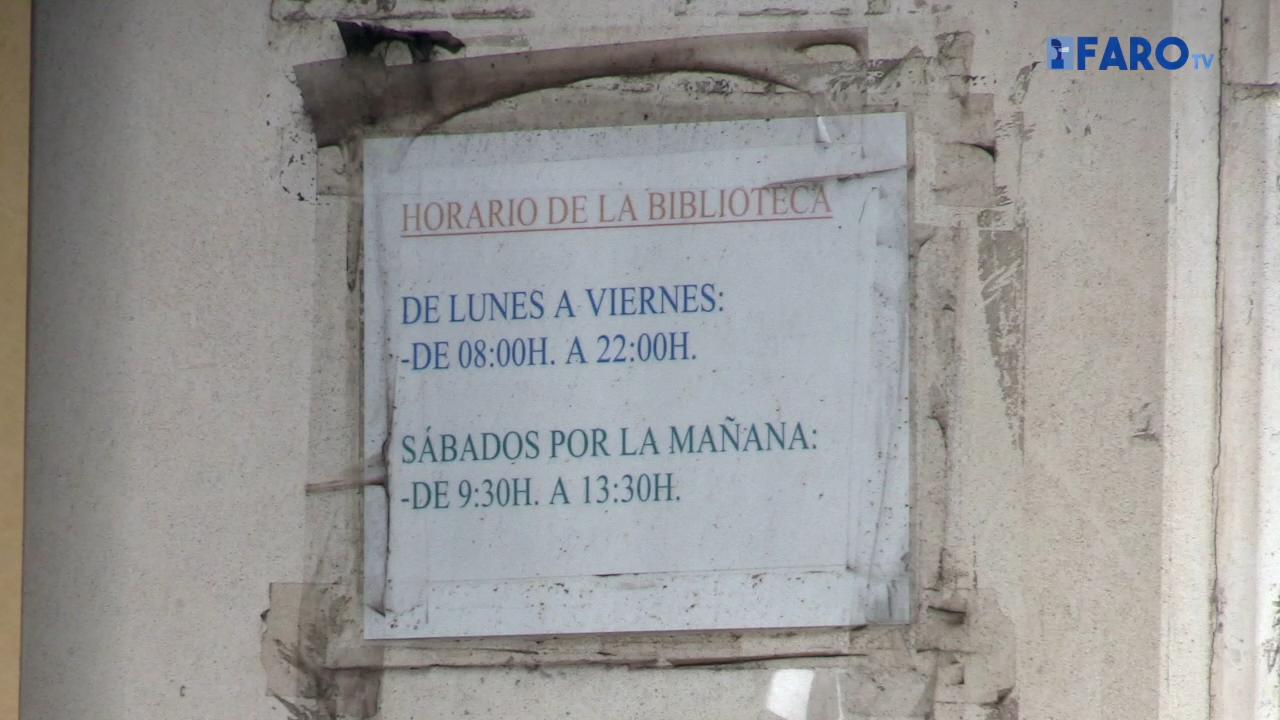 FARO TV
HORARIO DE LA BIBLIOTECA
DE LUNES A VIERNES:
-DE 08:00H. A 22:00H.
SÁBADOS POR LA MAÑANA:
-DE 9:30H. A 13:30H.